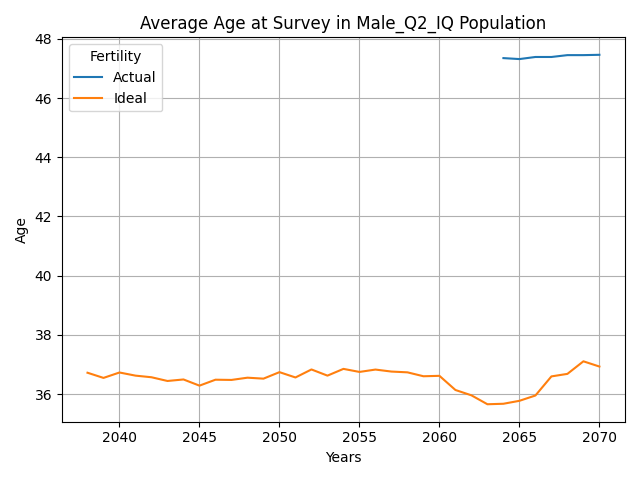 Average Age at Survey in Male_Q2_IQ Population
Fertility
Actual
Ideal
48
46
44
42
40
38
36
Age
2040 2045 2050 2055 2060 2065 2070
Years